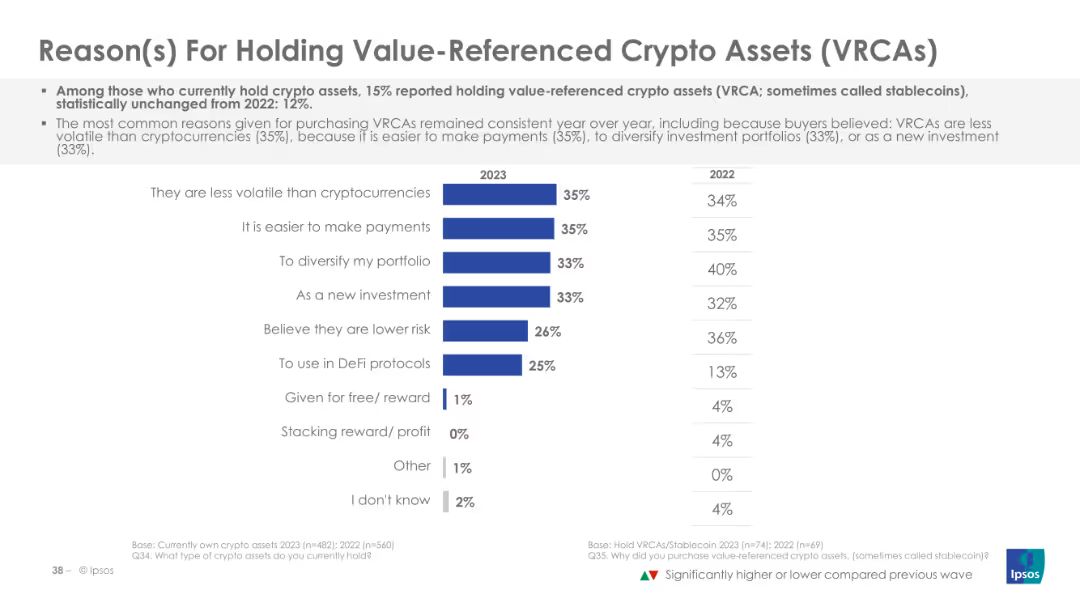 Reason(s) For Holding Value-Referenced Crypto Assets (VRCAs)
▪ Among those who currently hold crypto assets, 15% reported holding value-referenced crypto assets (VRCA; sometimes called stablecoins),
statistically unchanged from 2022: 12%.
▪ The most common reasons given for purchasing VRCAs remained consistent year over year, including because buyers believed: VRCAs are less
volatile than cryptocurrencies (35%), because it is easier to make payments (35%), to diversify investment portfolios (33%), or as a new investment
(33%).
2023 2022
They are less volatile than cryptocurrencies 35% 34%
It is easier to make payments 35% 35%
To diversify my portfolio 33% 40%
As a new investment 33% 32%
Believe they are lower risk 26% 36%
To use in DeFi protocols 25% 13%
Given for free/ reward 1% 4%
Stacking reward/ profit 0% 4%
Other 1% 0%
I don't know 2% 4%
Base: Currently own crypto assets 2023 (n=482); 2022 (n=560)
Q34. What type of crypto assets do you currently hold?
Base: Hold VRCAs/Stablecoin 2023 (n=74); 2022 (n=69)
Q35. Why did you purchase value-referenced crypto assets, (sometimes called stablecoin)?
38 – © Ipsos
Significantly higher or lower compared previous wave
Ipsos